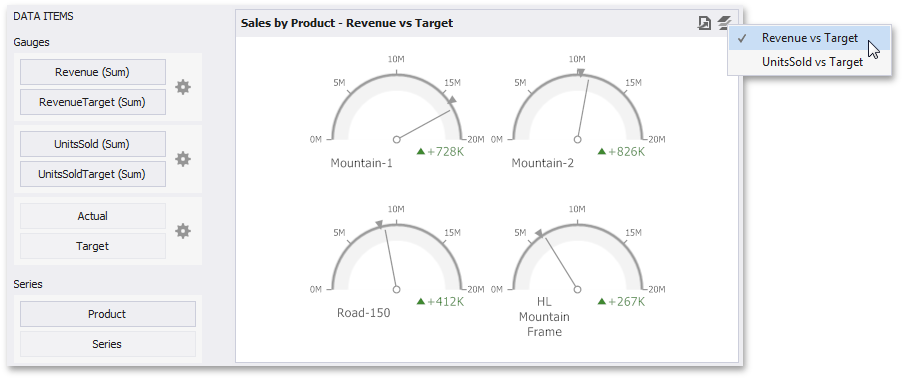 DATA ITEMS
Gauges
Revenue (Sum)
RevenueTarget (Sum)
UnitsSold (Sum)
UnitsSoldTarget (Sum)
Actual
Target
Series
Product
Series
Sales by Product - Revenue vs Target
Revenue vs Target
UnitsSold vs Target
0M
5M
10M
15M
20M
+728K
Mountain-1
0M
5M
10M
15M
20M
+826K
Mountain-2
0M
5M
10M
15M
20M
+412K
Road-150
0M
5M
10M
15M
20M
+267K
HL
Mountain
Frame